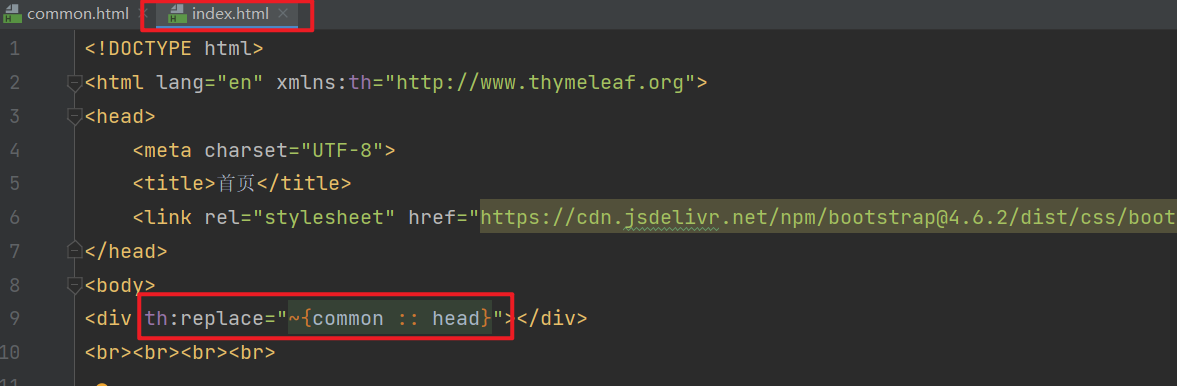 common.html index.html
1 <!DOCTYPE html>
2 <html lang="en" xmlns:th="http://www.thymeleaf.org">
3 <head>
4 <meta charset="UTF-8">
5 <title>首页</title>
6 <link rel="stylesheet" href="https://cdn.jsdelivr.net/npm/bootstrap@4.6.2/dist/css/boot
7 </head>
8 <body>
9 <div th:replace="~{common :: head}"></div>
10 <br><br><br><br>